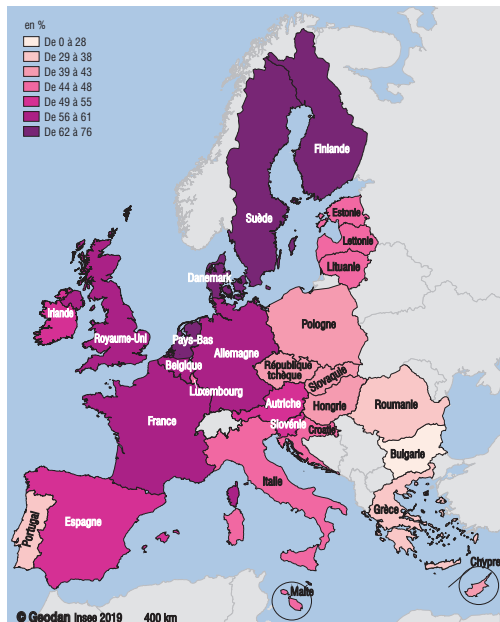 en %
De 0 à 28
De 29 à 38
De 39 à 43
De 44 à 48
De 49 à 55
De 56 à 61
De 62 à 76
Finlande
Suède
Estonie
Lettonie
Lituanie
Danemark
Irlande
Royaume-Uni
Pays-Bas
Allemagne
Pologne
Belgique
République
tchèque
Slovaquie
Luxembourg
Autriche
Hongrie
Roumanie
France
Slovénie
Croatie
Bulgarie
Italie
Portugal
Espagne
Grèce
Chypre
Malte
© Geodan Insee 2019 400 km